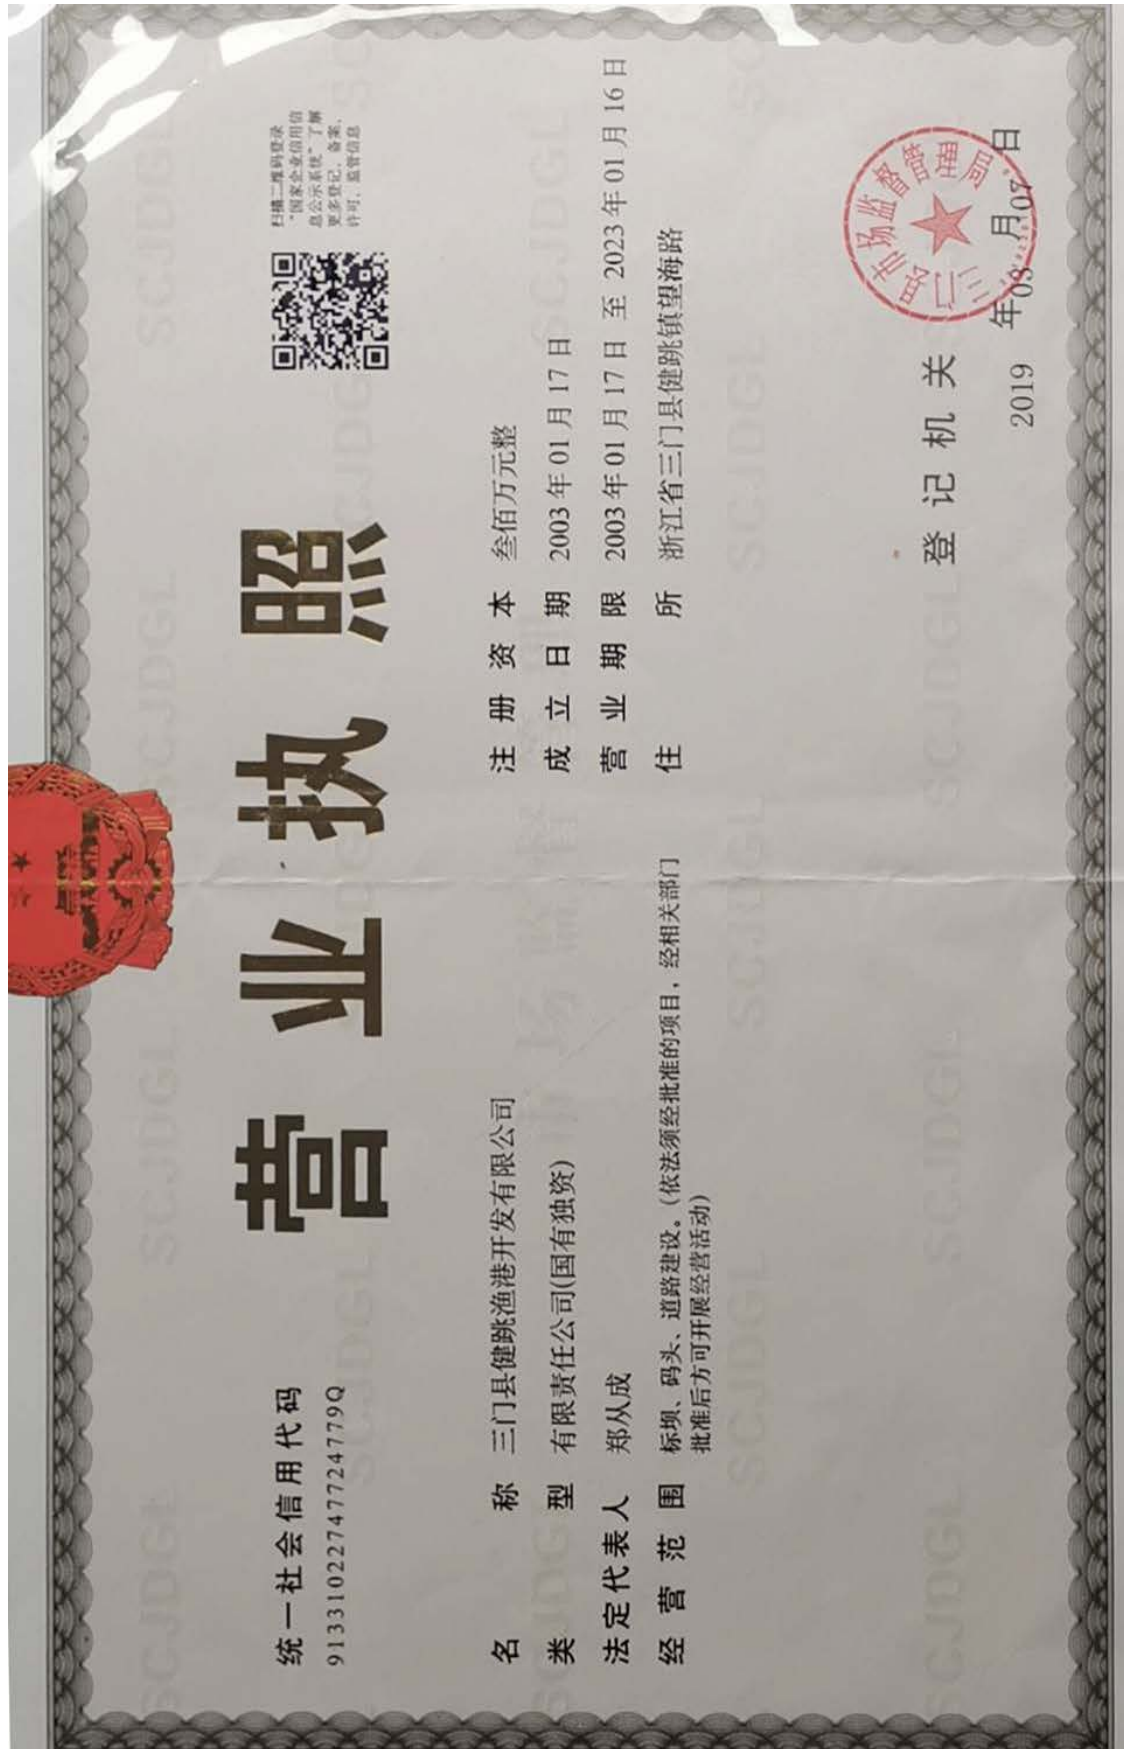 营业执照
统一社会信用代码
91331022747724779Q
扫描二维码登录
“国家企业信用信
息公示系统”了解
更多登记、备案、
许可、监管信息
名称 三门县健跳渔港开发有限公司
类型 有限责任公司(国有独资)
法定代表人 郑从成
经营范围 标坝、码头、道路建设。(依法须经批准的项目，经相关部门
批准后方可开展经营活动)
注册资本 叁佰万元整
成立日期 2003年01月17日
营业期限 2003年01月17日至2023年01月16日
住所 浙江省三门县健跳镇望海路
登记机关
三门县市场监督管理局
2019年03月07日
SCJDGL